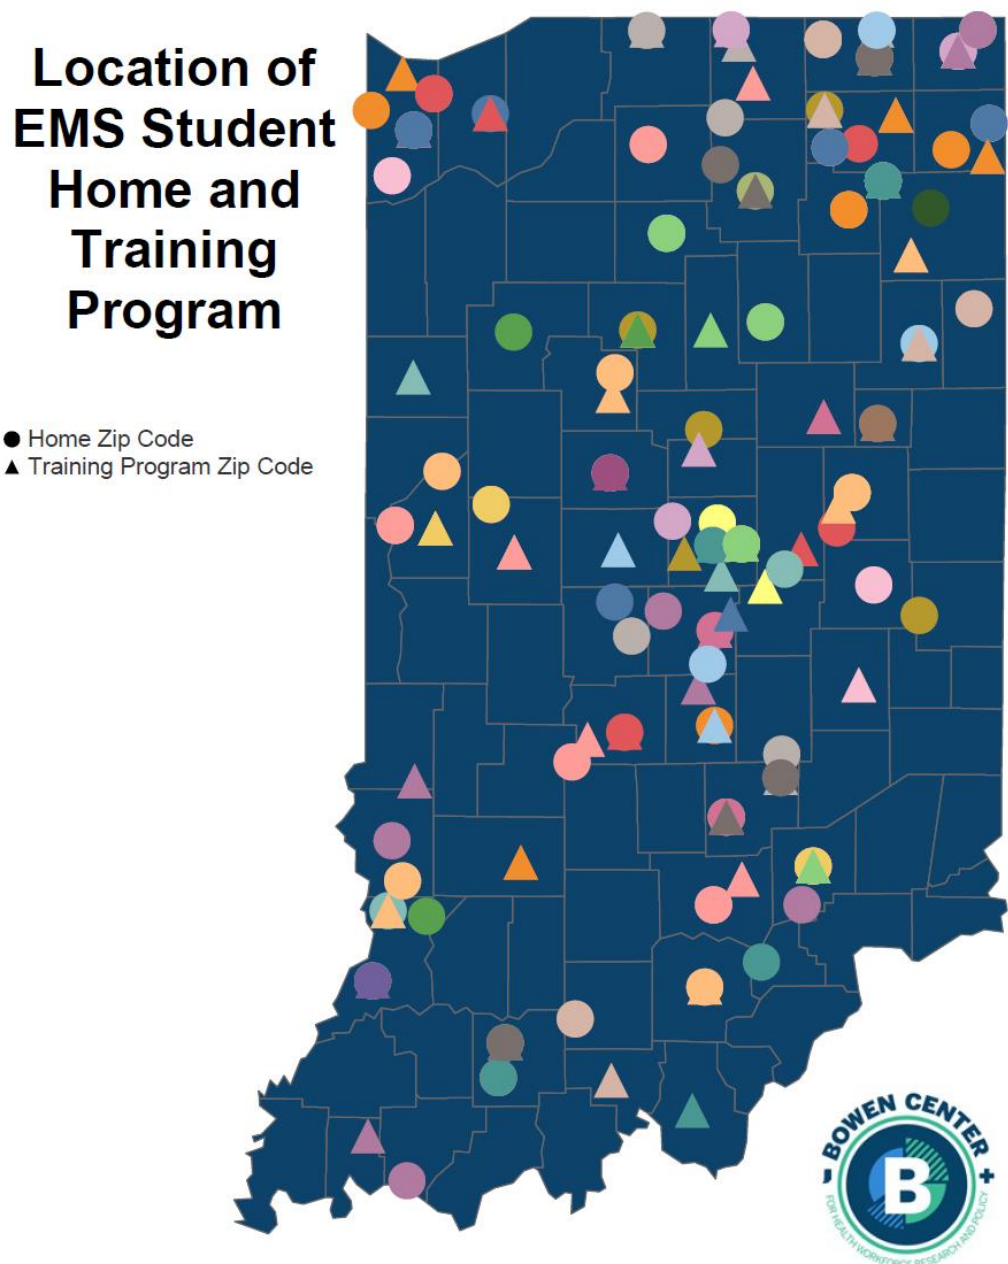 Location of
EMS Student
Home and
Training
Program
Home Zip Code
Training Program Zip Code
BOWEN CENTER
B
FOR HEALTH WORKFORCE RESEARCH AND POLICY